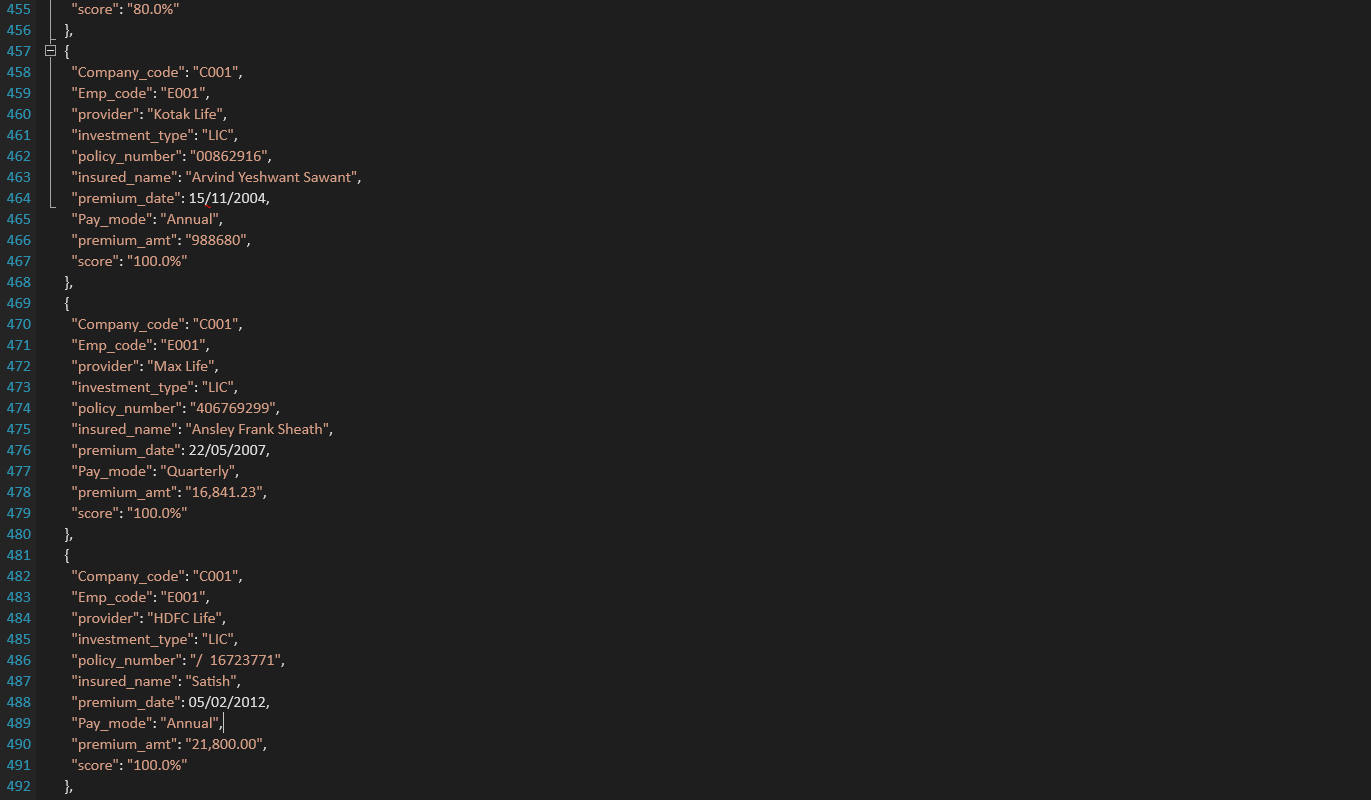 455 "score": "80.0%"
456 },
457 {
458 "Company_code": "C001",
459 "Emp_code": "E001",
460 "provider": "Kotak Life",
461 "investment_type": "LIC",
462 "policy_number": "00862916",
463 "insured_name": "Arvind Yeshwant Sawant",
464 "premium_date": 15/11/2004,
465 "Pay_mode": "Annual",
466 "premium_amt": "988680",
467 "score": "100.0%"
468 },
469 {
470 "Company_code": "C001",
471 "Emp_code": "E001",
472 "provider": "Max Life",
473 "investment_type": "LIC",
474 "policy_number": "406769299",
475 "insured_name": "Ansley Frank Sheath",
476 "premium_date": 22/05/2007,
477 "Pay_mode": "Quarterly",
478 "premium_amt": "16,841.23",
479 "score": "100.0%"
480 },
481 {
482 "Company_code": "C001",
483 "Emp_code": "E001",
484 "provider": "HDFC Life",
485 "investment_type": "LIC",
486 "policy_number": "/  16723771",
487 "insured_name": "Satish",
488 "premium_date": 05/02/2012,
489 "Pay_mode": "Annual",
490 "premium_amt": "21,800.00",
491 "score": "100.0%"
492 },